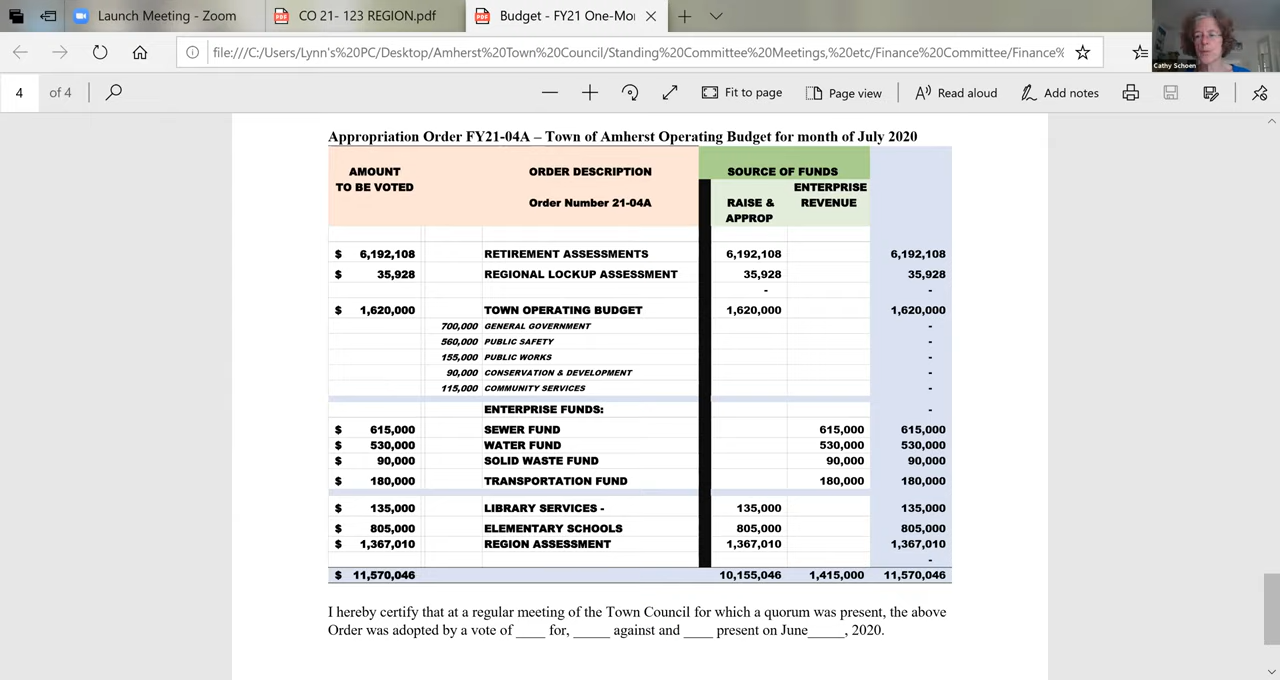 Launch Meeting - Zoom
CO 21- 123 REGION.pdf
Budget - FY21 One-Mo
file:///C:/Users/Lynn's%20PC/Desktop/Amherst%20Town%20Council/Standing%20Committee%20Meetings,%20etc/Finance%20Committee/Finance%
Cathy Schoen
4 of 4
Fit to page
Page view
Read aloud
Add notes
Appropriation Order FY21-04A – Town of Amherst Operating Budget for month of July 2020
AMOUNT ORDER DESCRIPTION SOURCE OF FUNDS
TO BE VOTED ENTERPRISE
Order Number 21-04A RAISE & REVENUE
APPROP
$ 6,192,108 RETIREMENT ASSESSMENTS 6,192,108 6,192,108
$ 35,928 REGIONAL LOCKUP ASSESSMENT 35,928 35,928
- -
$ 1,620,000 TOWN OPERATING BUDGET 1,620,000 1,620,000
700,000 GENERAL GOVERNMENT -
560,000 PUBLIC SAFETY -
155,000 PUBLIC WORKS -
90,000 CONSERVATION & DEVELOPMENT -
115,000 COMMUNITY SERVICES -
ENTERPRISE FUNDS: -
$ 615,000 SEWER FUND 615,000 615,000
$ 530,000 WATER FUND 530,000 530,000
$ 90,000 SOLID WASTE FUND 90,000 90,000
$ 180,000 TRANSPORTATION FUND 180,000 180,000
$ 135,000 LIBRARY SERVICES - 135,000 135,000
$ 805,000 ELEMENTARY SCHOOLS 805,000 805,000
$ 1,367,010 REGION ASSESSMENT 1,367,010 1,367,010
-
$ 11,570,046 10,155,046 1,415,000 11,570,046
I hereby certify that at a regular meeting of the Town Council for which a quorum was present, the above
Order was adopted by a vote of ____ for, _____ against and ____ present on June_____, 2020.